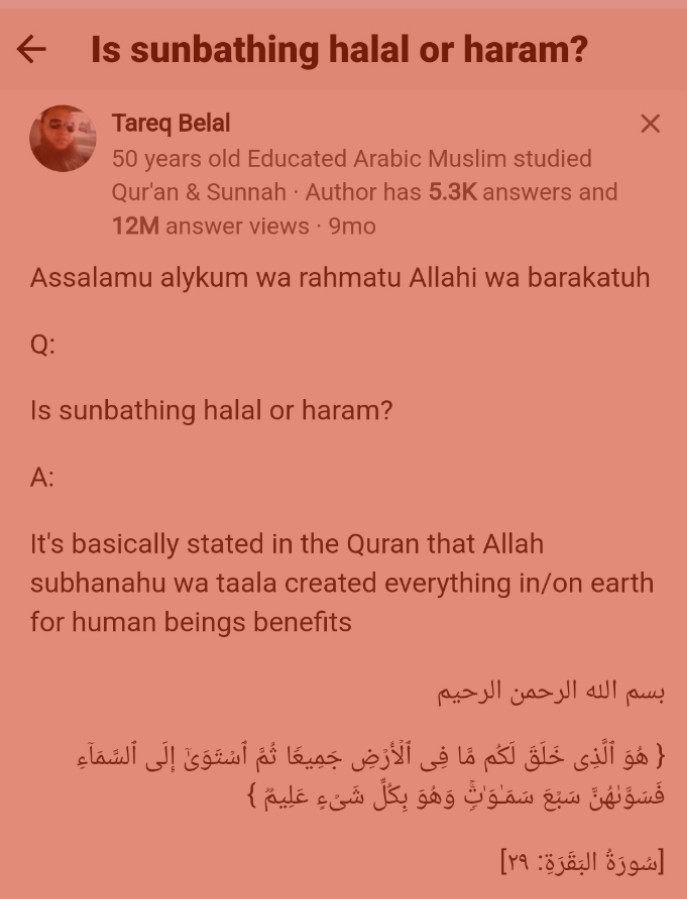 Is sunbathing halal or haram?
Tareq Belal
50 years old Educated Arabic Muslim studied
Qur'an & Sunnah · Author has 5.3K answers and
12M answer views · 9mo
Assalamu alykum wa rahmatu Allahi wa barakatuh
Q:
Is sunbathing halal or haram?
A:
It's basically stated in the Quran that Allah
subhanahu wa taala created everything in/on earth
for human beings benefits
بسم الله الرحمن الرحيم
{ هُوَ ٱلَّذِى خَلَقَ لَكُم مَّا فِى ٱلْأَرْضِ جَمِيعًا ثُمَّ ٱسْتَوَىٰٓ إِلَى ٱلسَّمَآءِ
فَسَوَّىٰهُنَّ سَبْعَ سَمَـٰوَٰتٍۢ وَهُوَ بِكُلِّ شَىْءٍ عَلِيمٌ }
[سُورَةُ البَقَرَةِ: ٢٩]